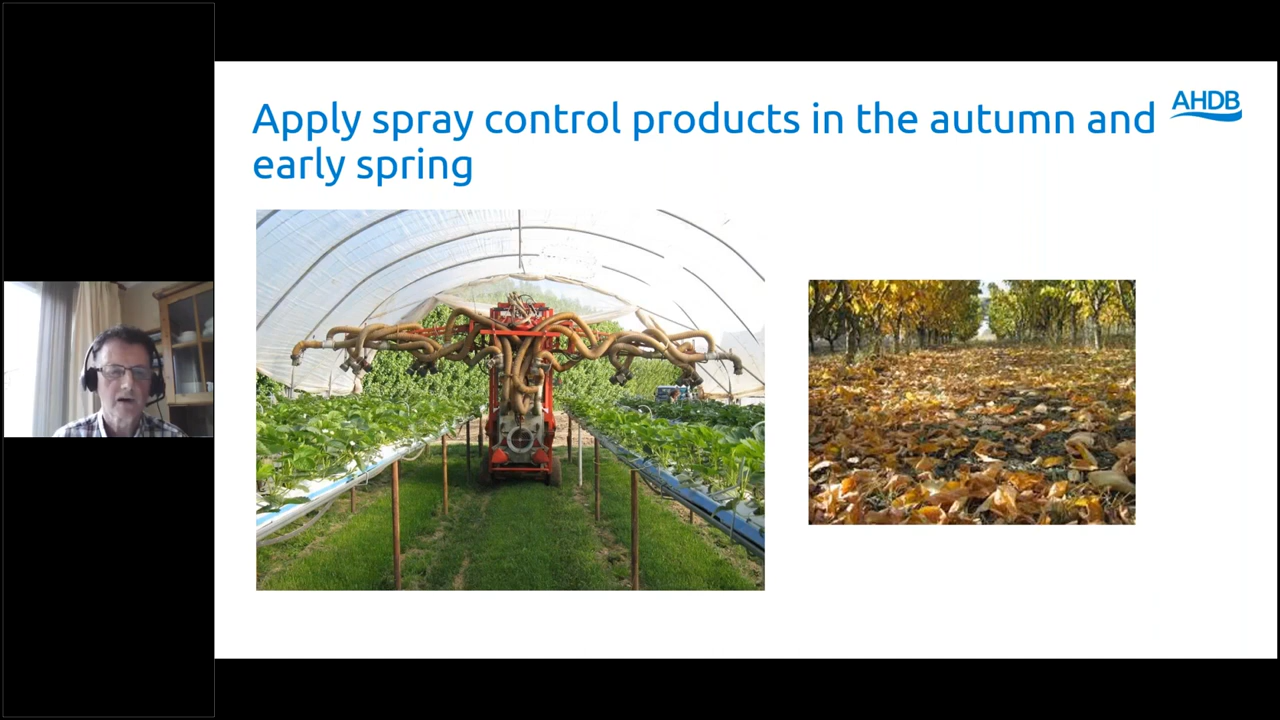 Apply spray control products in the autumn and
early spring
AHDB